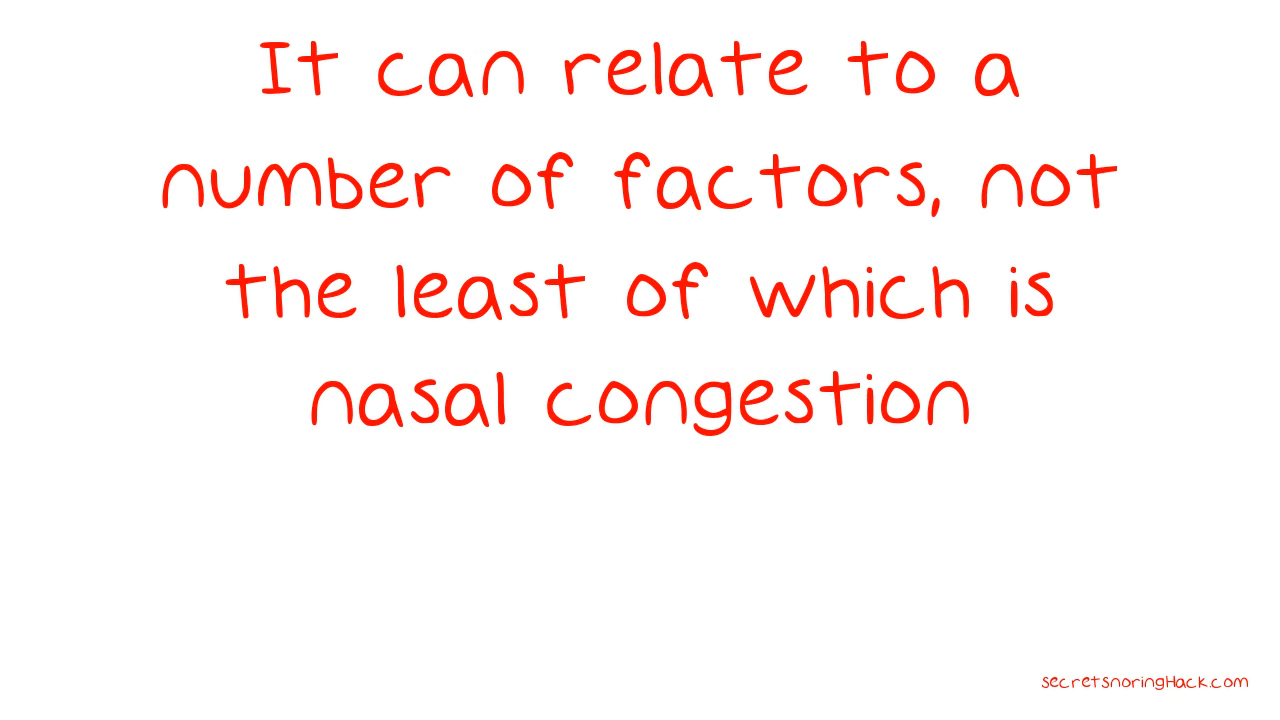 It can relate to a
number of factors, not
the least of which is
nasal congestion
secretsnoringHack.com